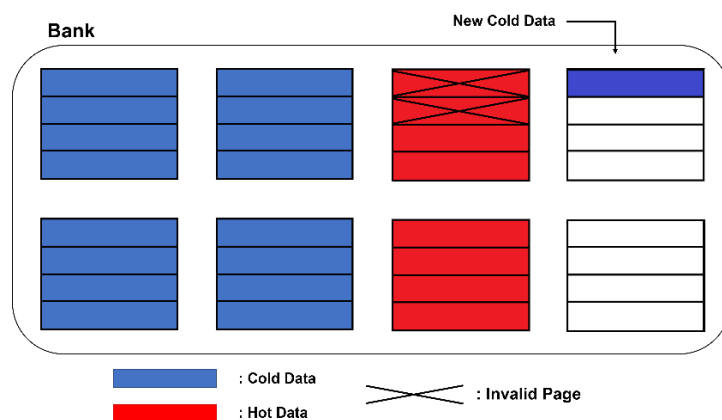 New Cold Data
Bank
: Cold Data
: Invalid Page
: Hot Data